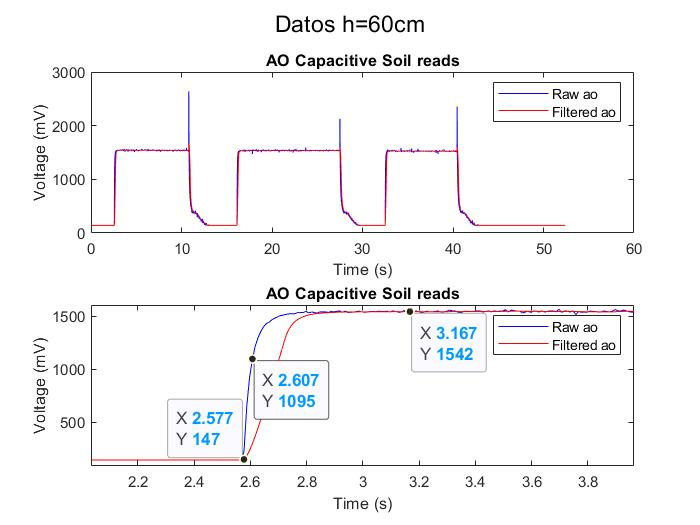 Datos h=60cm
AO Capacitive Soil reads
3000
2000
1000
0
Voltage (mV)
Raw ao
Filtered ao
0 10 20 30 40 50 60
Time (s)
AO Capacitive Soil reads
1500
1000
500
Voltage (mV)
Raw ao
Filtered ao
X 3.167
Y 1542
X 2.607
Y 1095
X 2.577
Y 147
2.2 2.4 2.6 2.8 3 3.2 3.4 3.6 3.8
Time (s)